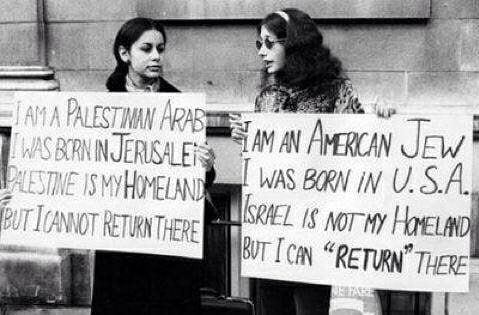 I AM A PALESTINIAN ARAB
I WAS BORN IN JERUSALEM
PALESTINE IS MY HOMELAND
BUT I CANNOT RETURN THERE
I AM AN AMERICAN JEW
I WAS BORN IN U.S.A.
ISRAEL IS NOT MY HOMELAND
BUT I CAN "RETURN" THERE